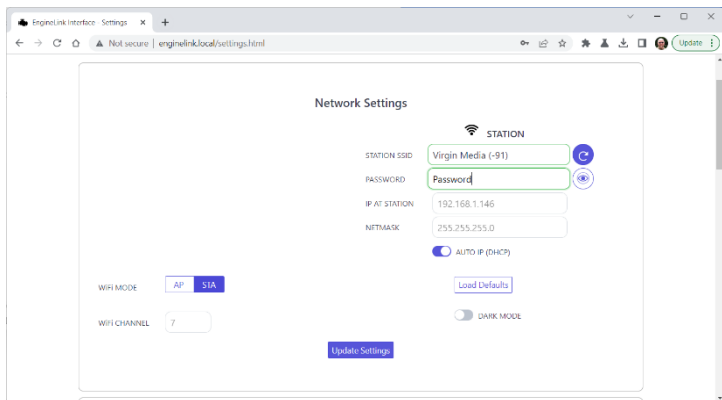 EngineLink Interface - Settings
Not secure | enginelink.local/settings.html
Update
Network Settings
STATION
STATION SSID Virgin Media (-91)
PASSWORD Password
IP AT STATION 192.168.1.146
NETMASK 255.255.255.0
AUTO IP (DHCP)
WIFI MODE AP STA Load Defaults
WIFI CHANNEL 7 DARK MODE
Update Settings